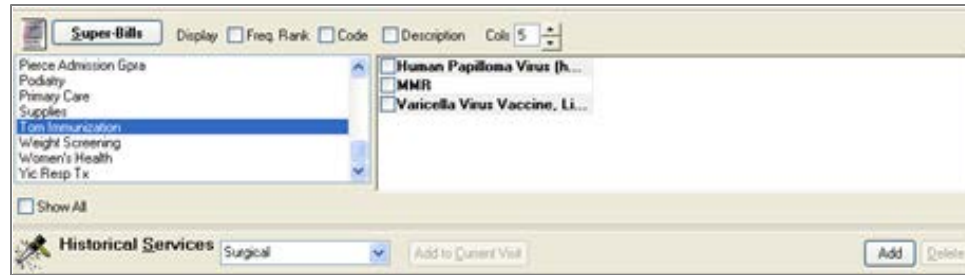 Super-Bills Display Freq. Rank Code Description Cols 5
Pierce Admission Gpra
Podiatry
Primary Care
Supplies
Tom Immunization
Weight Screening
Women's Health
Yic Resp Tx
Human Papilloma Virus (h...
MMR
Varicella Virus Vaccine, Li...
Show All
Historical Services Surgical Add to Current Visit Add Delete